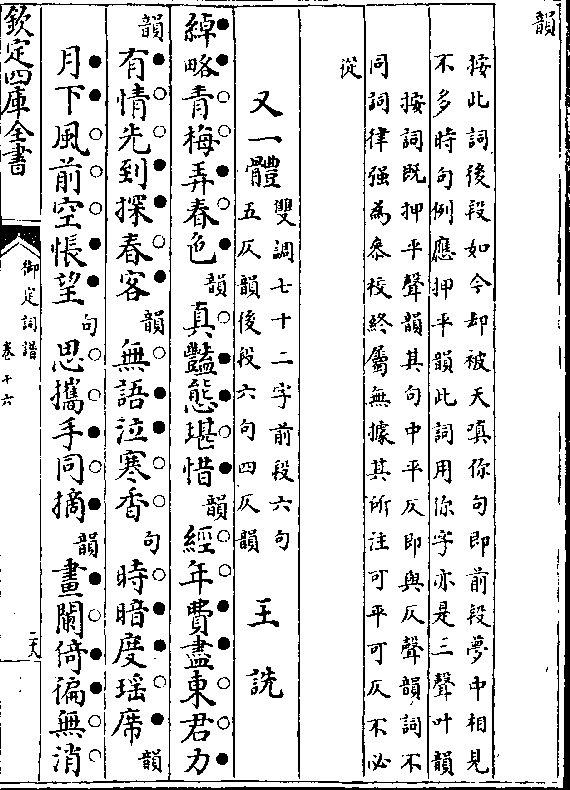 韻
按此詞後段如今却被天嗔你句即前段夢中相見
不多時句例應押平韻此詞用你字亦是三聲叶韻
按詞既押平聲韻其句中平仄即與仄聲韻詞不
同詞律强為叅校終屬無據其所注可平可仄不必
從
又一體 雙調七十二字前段六句
五仄韻後段六句四仄韻 王詵
綽略青梅弄春色韻真豔態堪惜韻經年費盡東君力
韻有情先到探春客韻無語泣寒香句時暗度瑶席韻
月下風前空悵望句思攜手同摘韻畫闌倚徧無消
欽定四庫全書
御定詞譜
卷十六